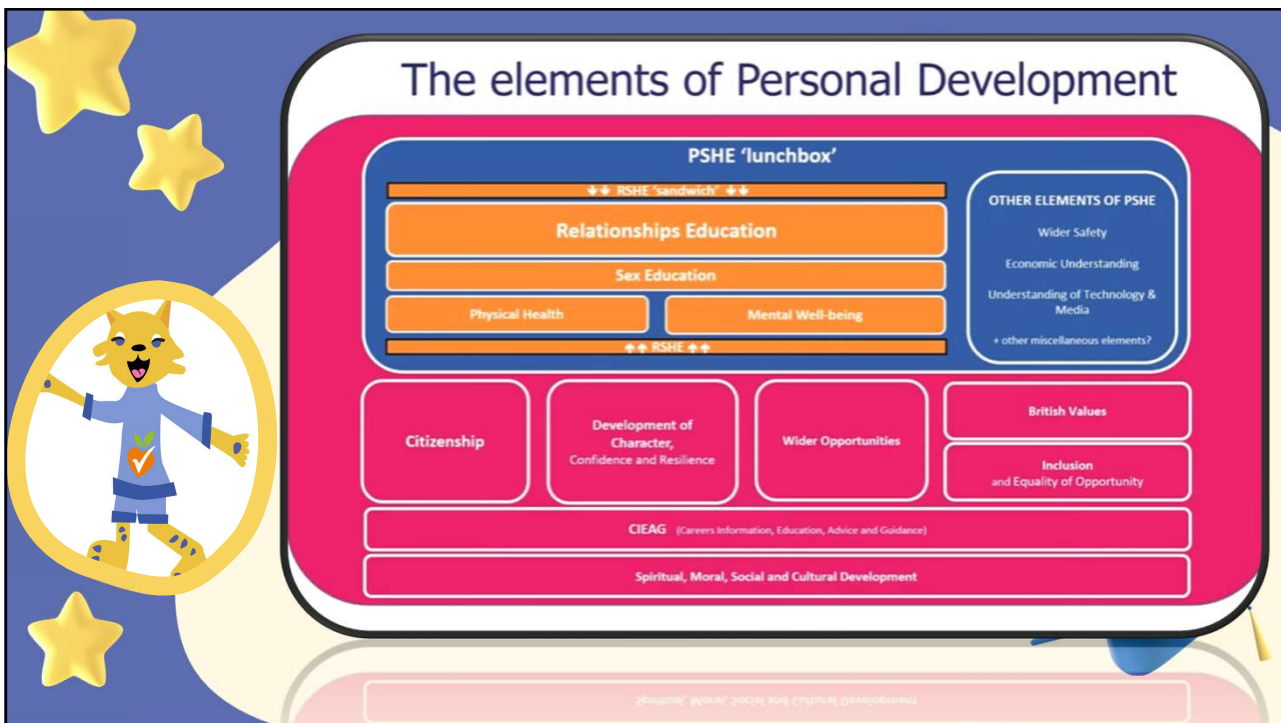 The elements of Personal Development
PSHE ‘lunchbox’
↓↓ RSHE ‘sandwich’ ↓↓
Relationships Education
Sex Education
Physical Health
Mental Well-being
↑↑ RSHE ↑↑
OTHER ELEMENTS OF PSHE
Wider Safety
Economic Understanding
Understanding of Technology &
Media
+ other miscellaneous elements?
Citizenship
Development of
Character,
Confidence and Resilience
Wider Opportunities
British Values
Inclusion
and Equality of Opportunity
CIEAG (Careers Information, Education, Advice and Guidance)
Spiritual, Moral, Social and Cultural Development